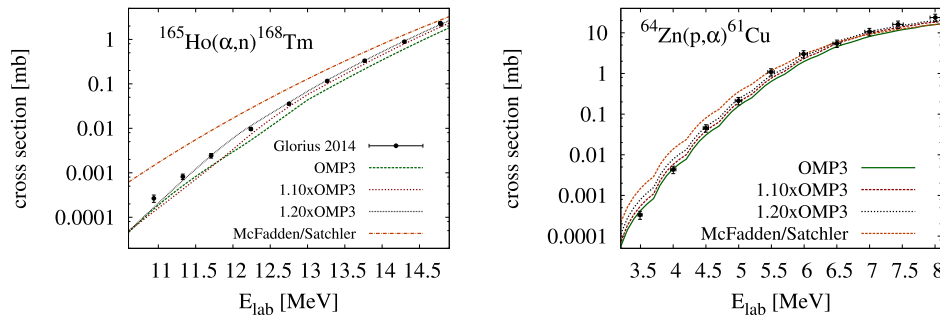 ¹⁶⁵Ho(α,n)¹⁶⁸Tm
cross section [mb]
1
0.1
0.01
0.001
0.0001
Glorius 2014
OMP3
1.10xOMP3
1.20xOMP3
McFadden/Satchler
11 11.5 12 12.5 13 13.5 14 14.5
E_lab [MeV]
⁶⁴Zn(p,α)⁶¹Cu
cross section [mb]
10
1
0.1
0.01
0.001
0.0001
OMP3
1.10xOMP3
1.20xOMP3
McFadden/Satchler
3.5 4 4.5 5 5.5 6 6.5 7 7.5 8
E_lab [MeV]